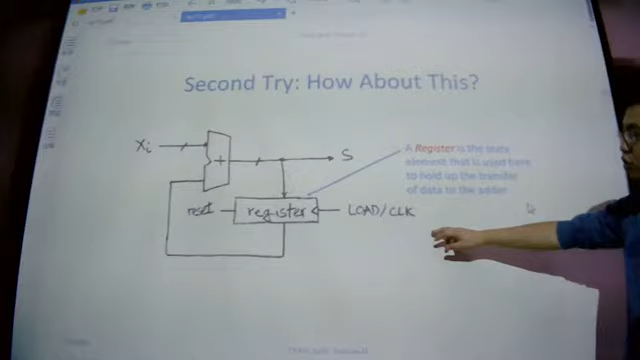 Second Try: How About This?
Xi
+
S
A Register is the state
element that is used here
to hold up the transfer
of data to the adder
reset
register
LOAD/CLK